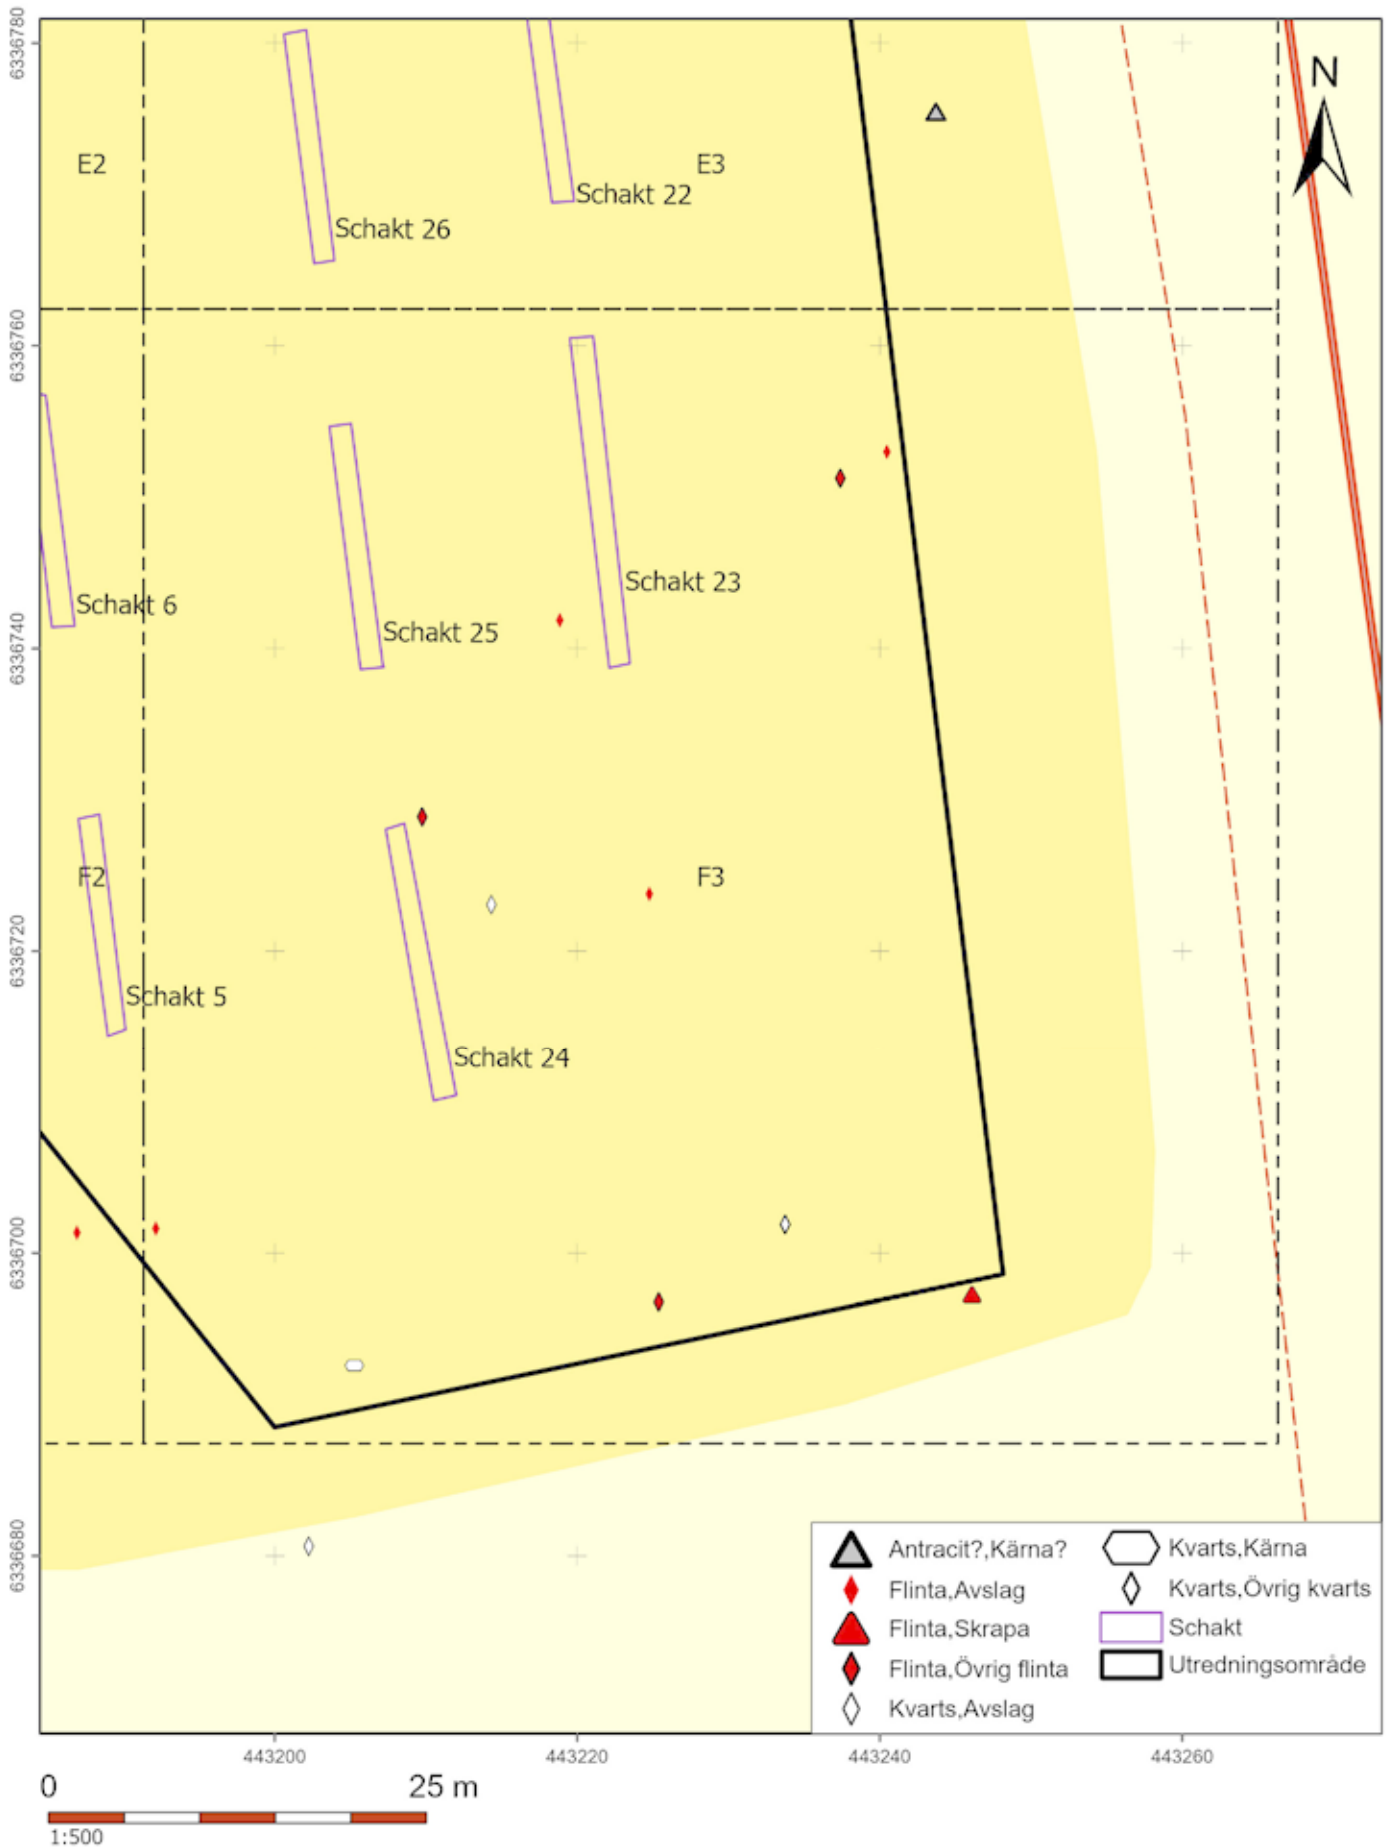 6336780
N
E2
E3
Schakt 22
Schakt 26
6336760
Schakt 23
Schakt 6
Schakt 25
6336740
F2
F3
6336720
Schakt 5
Schakt 24
6336700
6336680
Antracit?,Kärna?
Flinta,Avslag
Flinta,Skrapa
Flinta,Övrig flinta
Kvarts,Avslag
Kvarts,Kärna
Kvarts,Övrig kvarts
Schakt
Utredningsområde
443200 443220 443240 443260
0 25 m
1:500